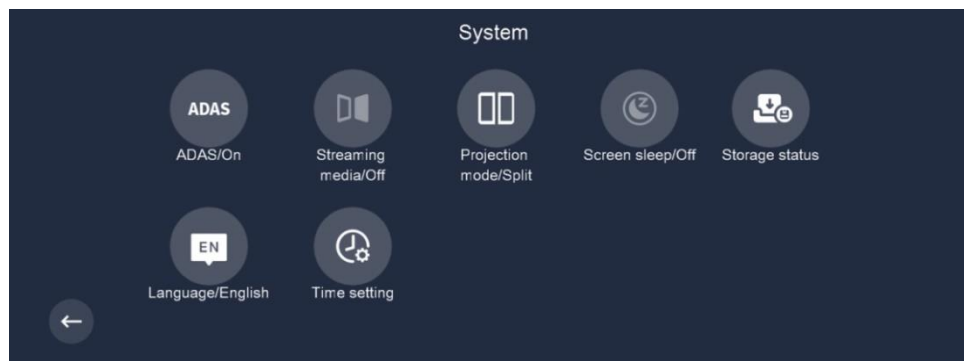 System
ADAS
Z
ADAS/On
Streaming
media/Off
Projection
mode/Split
Screen sleep/Off
Storage status
EN
Language/English
Time setting